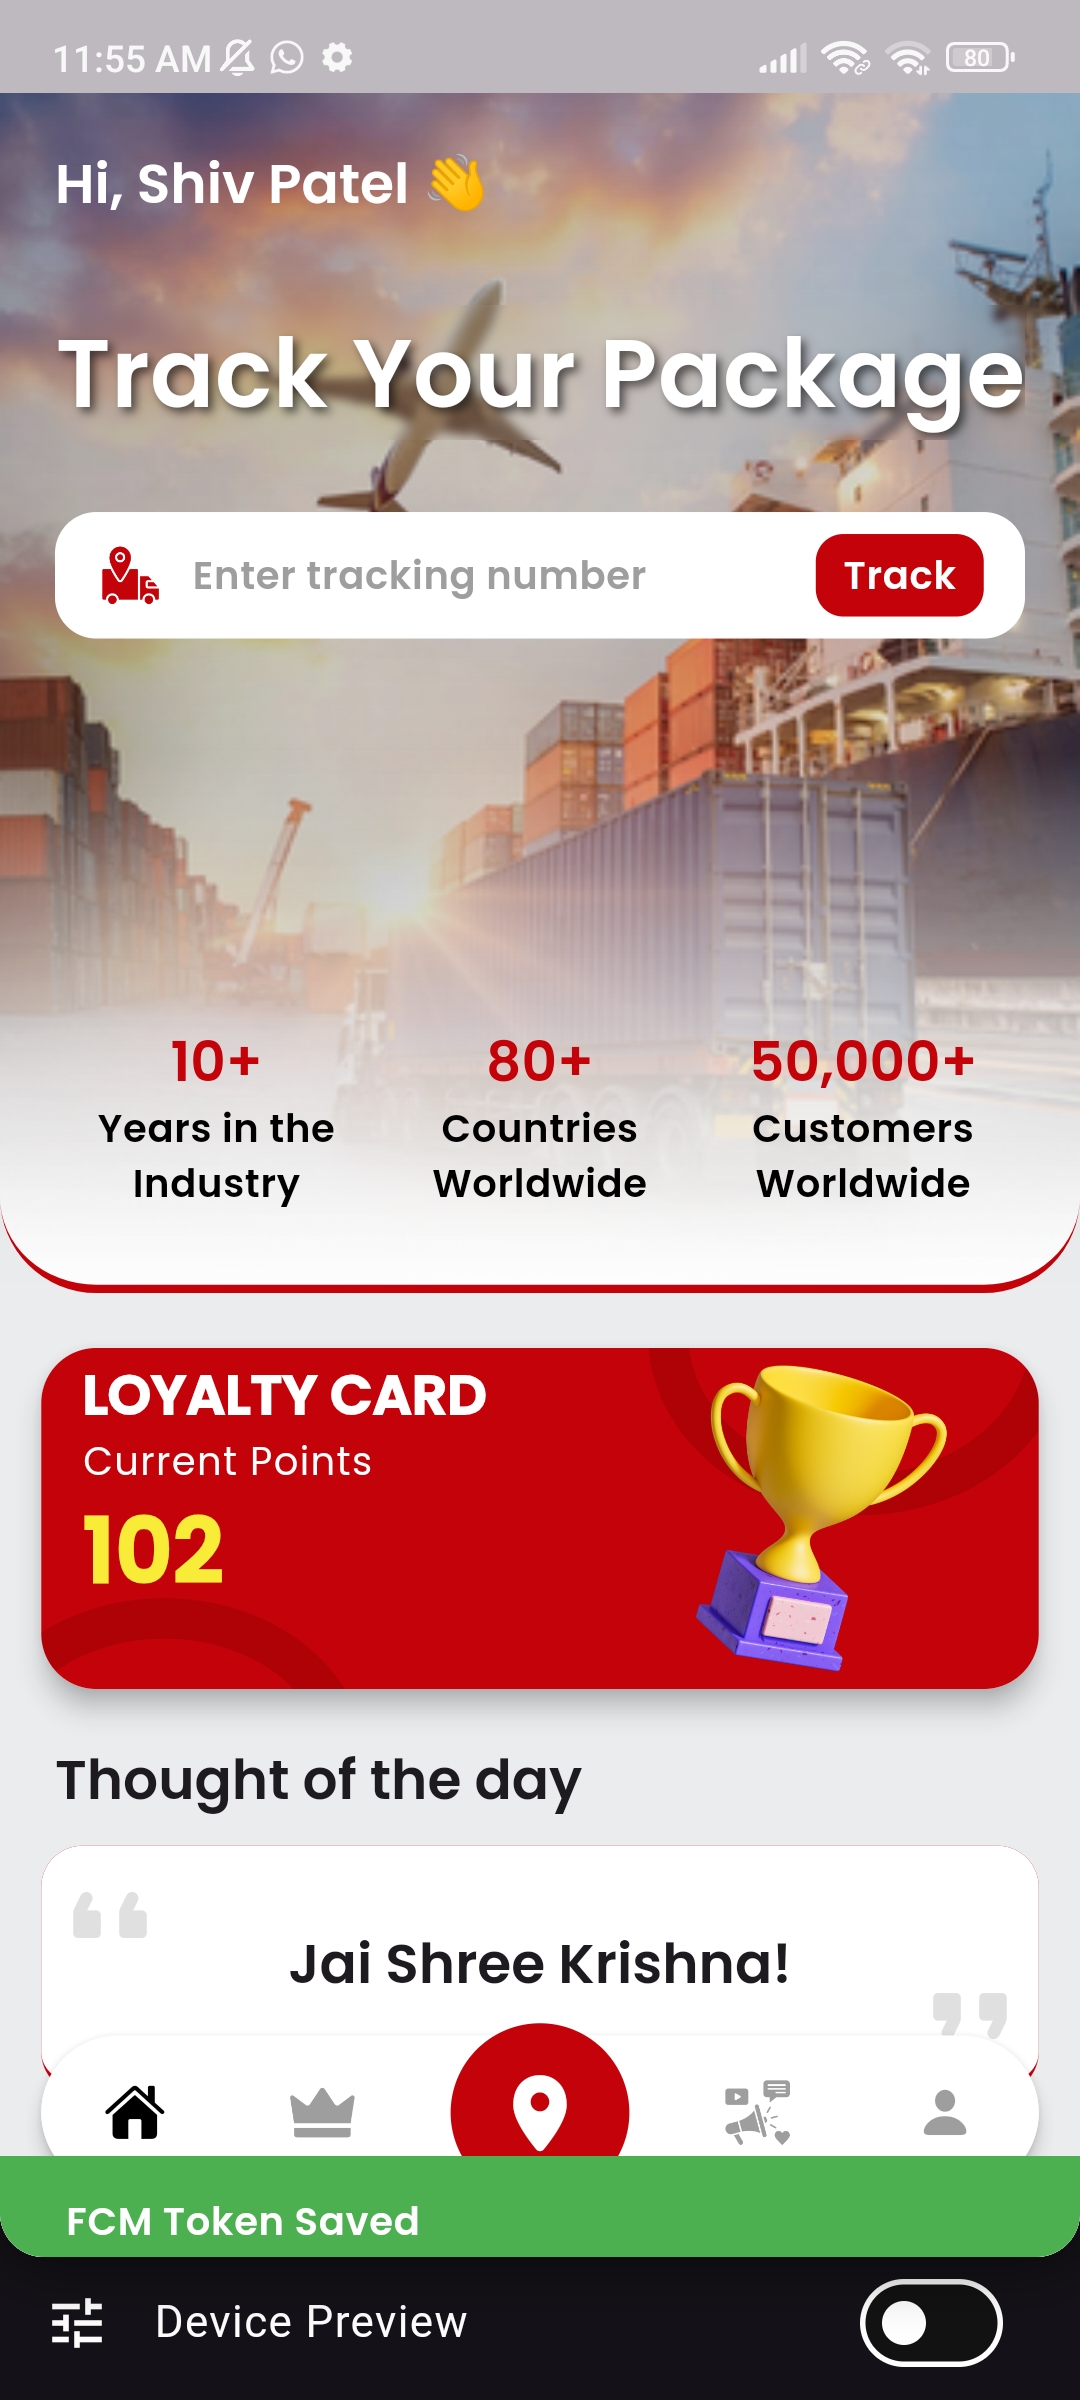 11:55 AM
80
Hi, Shiv Patel 👋
Track Your Package
Enter tracking number
Track
10+
80+
50,000+
Years in the
Countries
Customers
Industry
Worldwide
Worldwide
LOYALTY CARD
Current Points
102
Thought of the day
Jai Shree Krishna!
FCM Token Saved
Device Preview